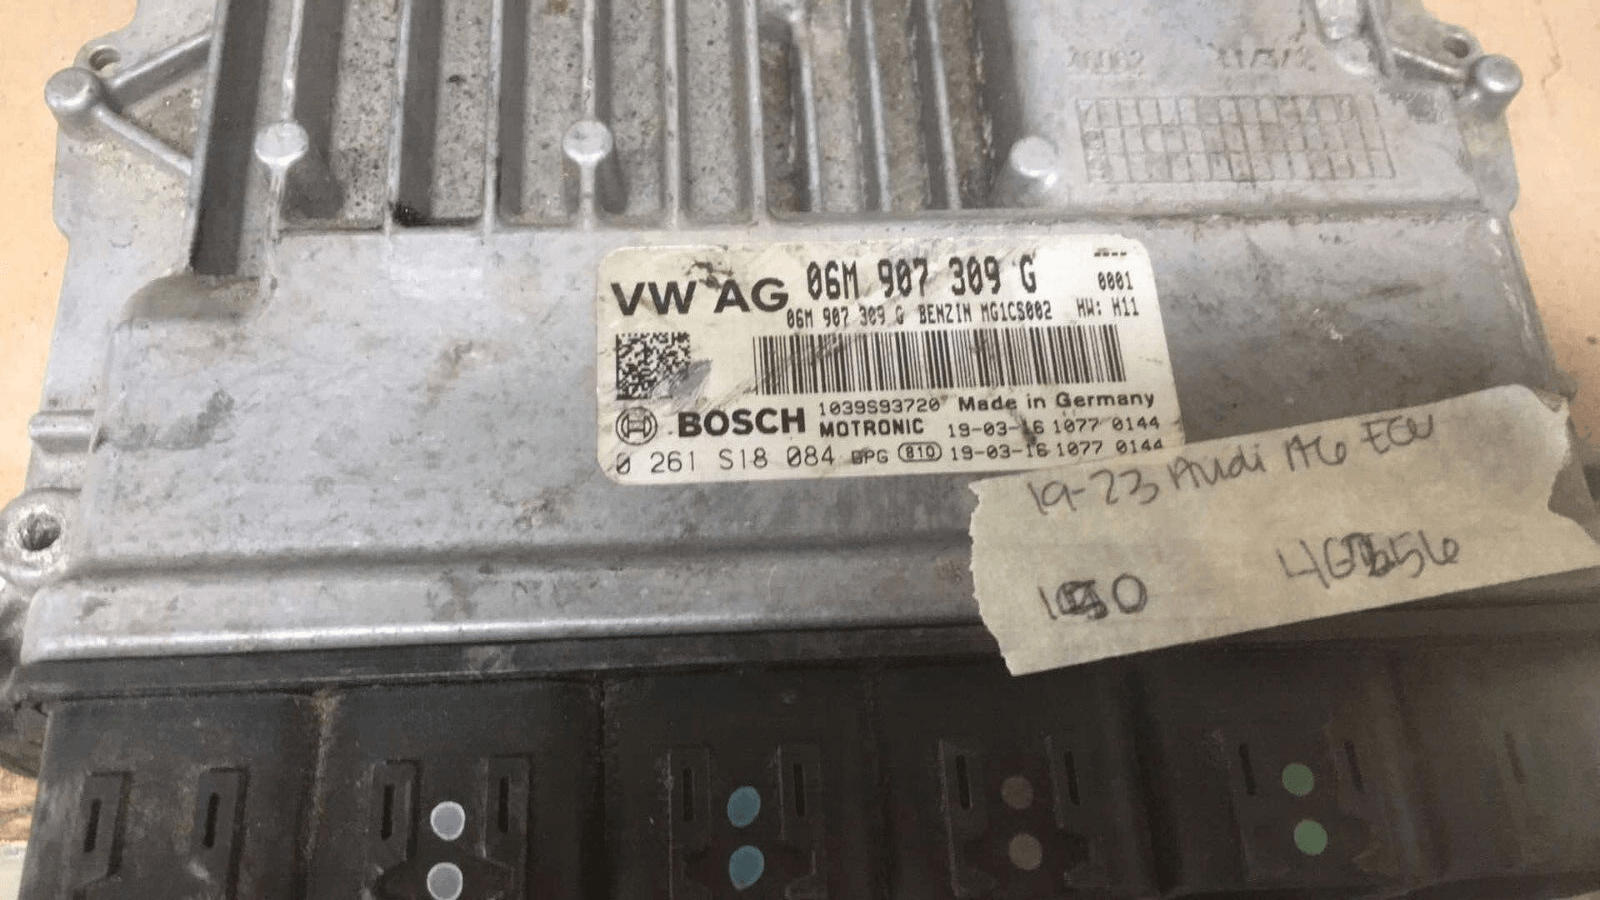 VW AG 06M 907 309 G
0001
06M 907 309 G BENZIN MG1CS002 HW: H11
BOSCH 1039S93720 Made in Germany
MOTRONIC 19-03-16 1077 0144
0 261 S18 084 BPG 810 19-03-16 1077 0144
19-23 Audi A6 ECU